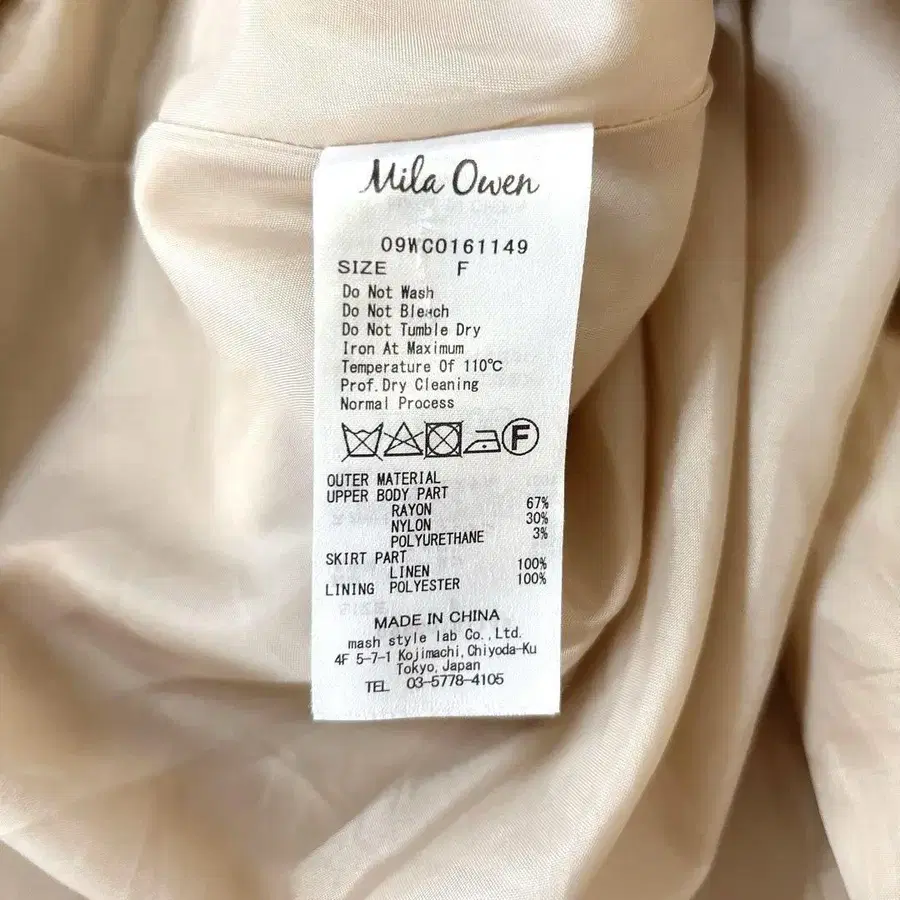 Mila Owen
09WCO161149
SIZE F
Do Not Wash
Do Not Bleach
Do Not Tumble Dry
Iron At Maximum
Temperature Of 110℃
Prof. Dry Cleaning
Normal Process
F
OUTER MATERIAL
UPPER BODY PART
RAYON 67%
NYLON 30%
POLYURETHANE 3%
SKIRT PART
LINEN 100%
LINING POLYESTER 100%
MADE IN CHINA
mash style lab Co., Ltd.
4F 5-7-1 Kojimachi, Chiyoda-Ku
Tokyo, Japan
TEL 03-5778-4105